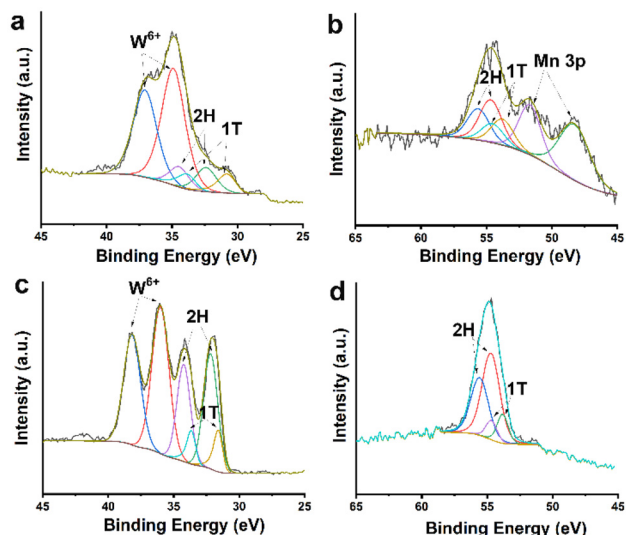 a
W6+
2H
1T
Intensity (a.u.)
45 40 35 30 25
Binding Energy (eV)
b
2H 1T Mn 3p
Intensity (a.u.)
65 60 55 50 45
Binding Energy (eV)
c
W6+
2H
1T
Intensity (a.u.)
45 40 35 30 25
Binding Energy (eV)
d
2H
1T
Intensity (a.u.)
65 60 55 50 45
Binding Energy (eV)